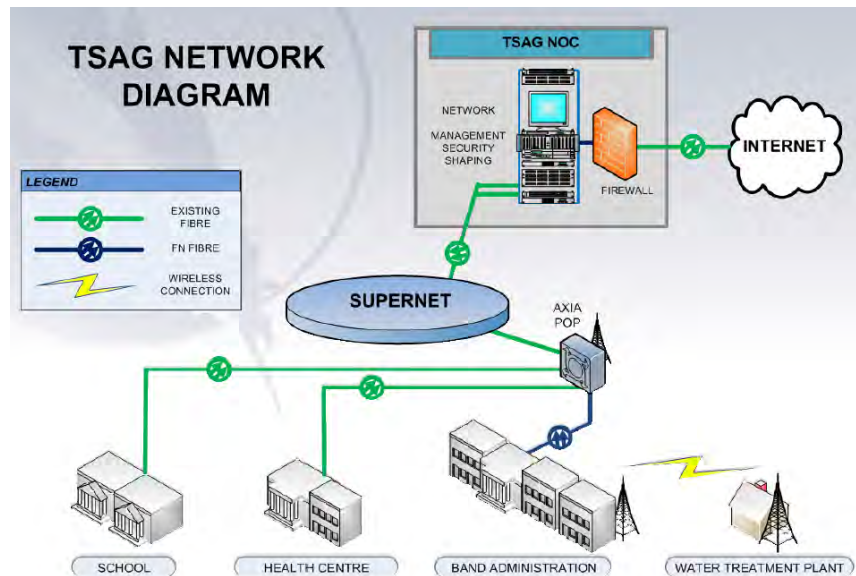 TSAG NETWORK
DIAGRAM
TSAG NOC
NETWORK
MANAGEMENT
SECURITY
SHAPING
FIREWALL
INTERNET
LEGEND
EXISTING
FIBRE
FN FIBRE
WIRELESS
CONNECTION
SUPERNET
AXIA
POP
SCHOOL
HEALTH CENTRE
BAND ADMINISTRATION
WATER TREATMENT PLANT